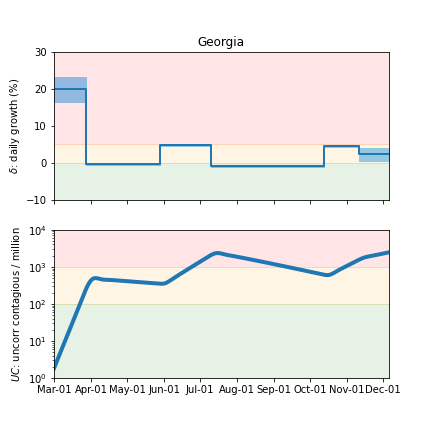 Georgia
δ: daily growth (%)
30
20
10
0
−10
UC: uncorr contagious / million
10⁴
10³
10²
10¹
10⁰
Mar-01 Apr-01 May-01 Jun-01 Jul-01 Aug-01 Sep-01 Oct-01 Nov-01 Dec-01